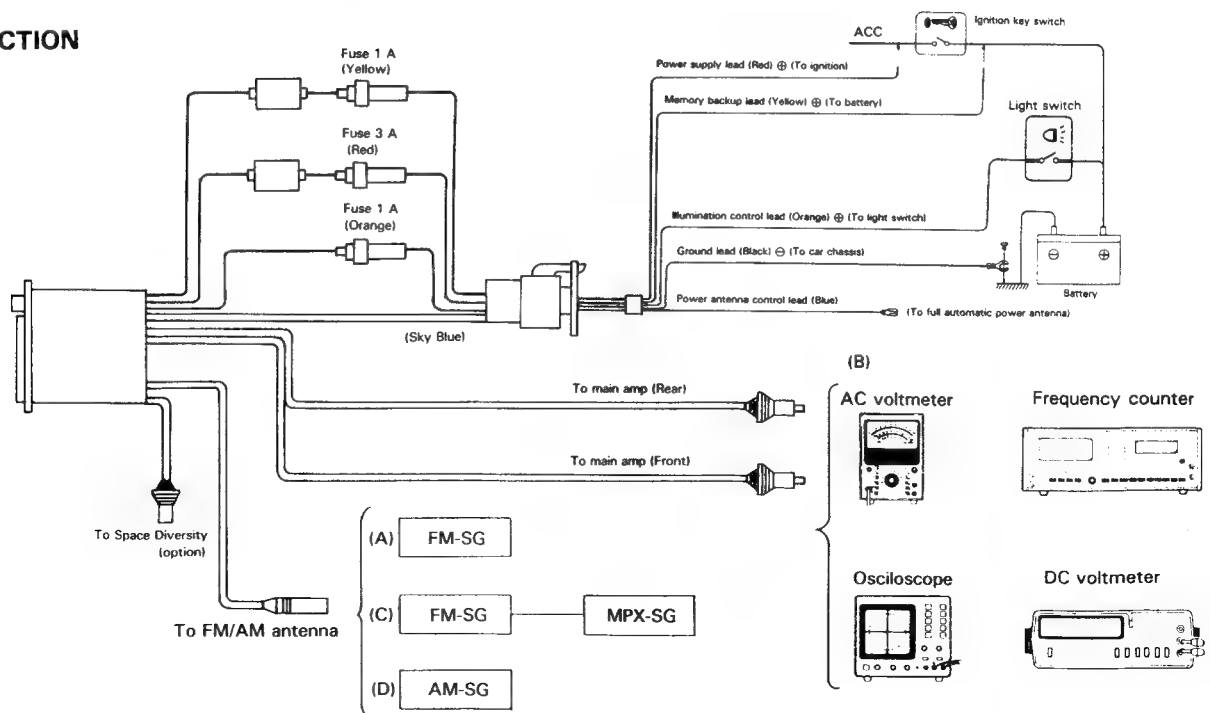 CTION
Fuse 1 A
(Yellow)
Fuse 3 A
(Red)
Fuse 1 A
(Orange)
(Sky Blue)
ACC
Ignition key switch
Power supply lead (Red) ⊕ (To ignition)
Memory backup lead (Yellow) ⊕ (To battery)
Light switch
Illumination control lead (Orange) ⊕ (To light switch)
Ground lead (Black) ⊖ (To car chassis)
⊖ ⊕
Battery
Power antenna control lead (Blue)
(To full automatic power antenna)
To main amp (Rear)
To main amp (Front)
To Space Diversity
(option)
To FM/AM antenna
(A) FM-SG
(C) FM-SG MPX-SG
(D) AM-SG
(B)
AC voltmeter
Frequency counter
Osciloscope
DC voltmeter